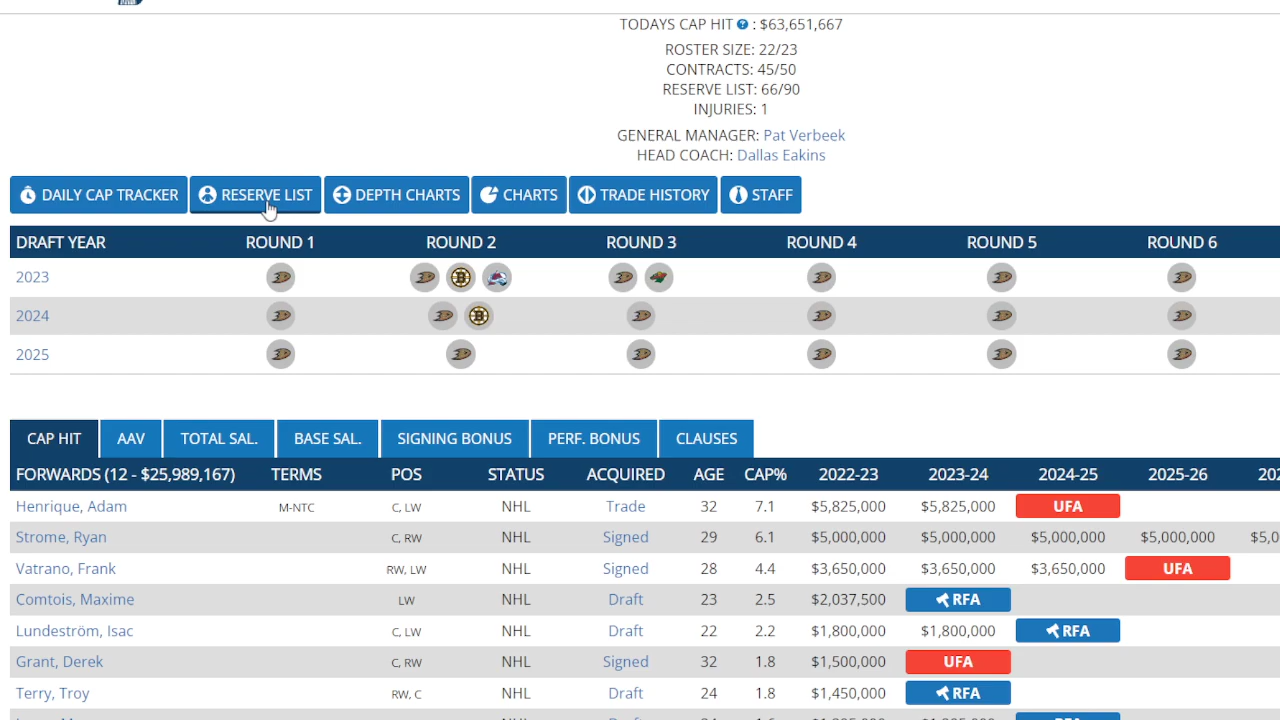 TODAYS CAP HIT ? : $63,651,667
ROSTER SIZE: 22/23
CONTRACTS: 45/50
RESERVE LIST: 66/90
INJURIES: 1
GENERAL MANAGER: Pat Verbeek
HEAD COACH: Dallas Eakins
DAILY CAP TRACKER RESERVE LIST DEPTH CHARTS CHARTS TRADE HISTORY STAFF
DRAFT YEAR ROUND 1 ROUND 2 ROUND 3 ROUND 4 ROUND 5 ROUND 6
2023
2024
2025
CAP HIT AAV TOTAL SAL. BASE SAL. SIGNING BONUS PERF. BONUS CLAUSES
FORWARDS (12 - $25,989,167) TERMS POS STATUS ACQUIRED AGE CAP% 2022-23 2023-24 2024-25 2025-26
Henrique, Adam M-NTC C, LW NHL Trade 32 7.1 $5,825,000 $5,825,000 UFA
Strome, Ryan C, RW NHL Signed 29 6.1 $5,000,000 $5,000,000 $5,000,000 $5,000,000 $5,0
Vatrano, Frank RW, LW NHL Signed 28 4.4 $3,650,000 $3,650,000 $3,650,000 UFA
Comtois, Maxime LW NHL Draft 23 2.5 $2,037,500 RFA
Lundeström, Isac C, LW NHL Draft 22 2.2 $1,800,000 $1,800,000 RFA
Grant, Derek C, RW NHL Signed 32 1.8 $1,500,000 UFA
Terry, Troy RW, C NHL Draft 24 1.8 $1,450,000 RFA